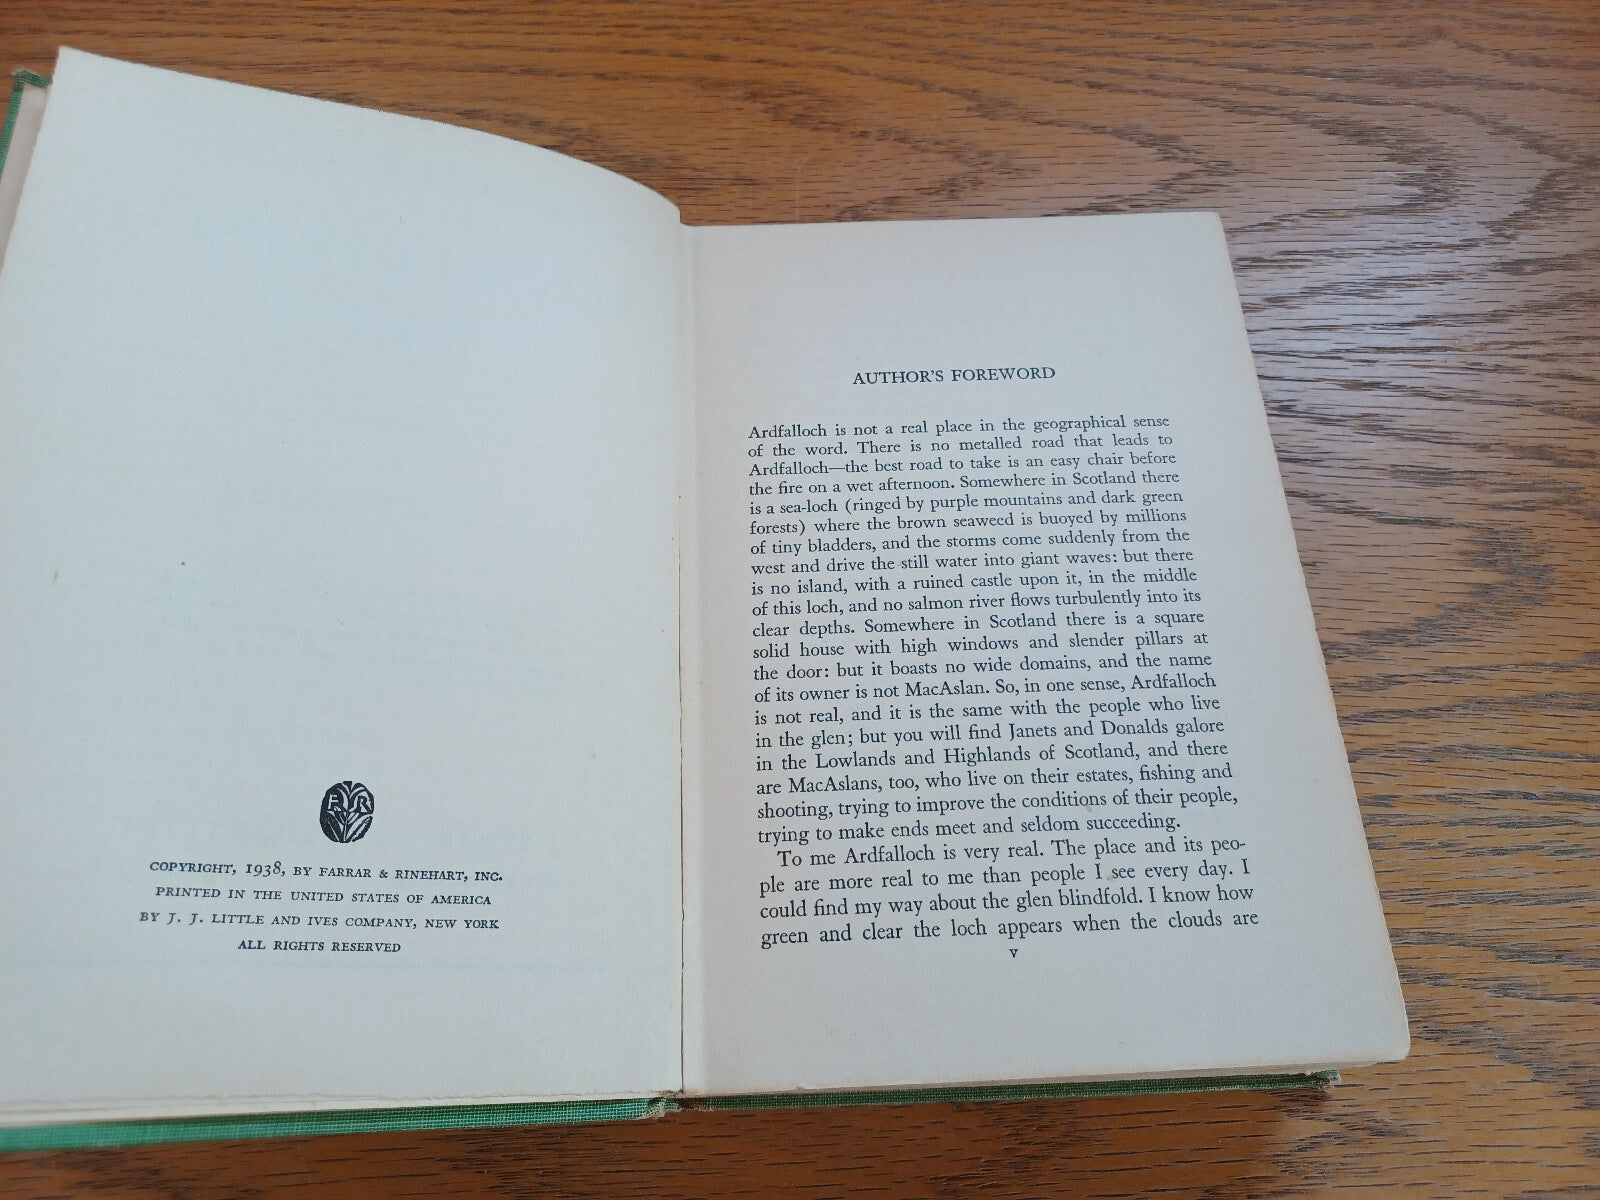 F R
COPYRIGHT, 1938, BY FARRAR & RINEHART, INC.
PRINTED IN THE UNITED STATES OF AMERICA
BY J. J. LITTLE AND IVES COMPANY, NEW YORK
ALL RIGHTS RESERVED
AUTHOR'S FOREWORD
Ardfalloch is not a real place in the geographical sense
of the word. There is no metalled road that leads to
Ardfalloch—the best road to take is an easy chair before
the fire on a wet afternoon. Somewhere in Scotland there
is a sea-loch (ringed by purple mountains and dark green
forests) where the brown seaweed is buoyed by millions
of tiny bladders, and the storms come suddenly from the
west and drive the still water into giant waves: but there
is no island, with a ruined castle upon it, in the middle
of this loch, and no salmon river flows turbulently into its
clear depths. Somewhere in Scotland there is a square
solid house with high windows and slender pillars at
the door: but it boasts no wide domains, and the name
of its owner is not MacAslan. So, in one sense, Ardfalloch
is not real, and it is the same with the people who live
in the glen; but you will find Janets and Donalds galore
in the Lowlands and Highlands of Scotland, and there
are MacAslans, too, who live on their estates, fishing and
shooting, trying to improve the conditions of their people,
trying to make ends meet and seldom succeeding.
To me Ardfalloch is very real. The place and its peo-
ple are more real to me than people I see every day. I
could find my way about the glen blindfold. I know how
green and clear the loch appears when the clouds are
v